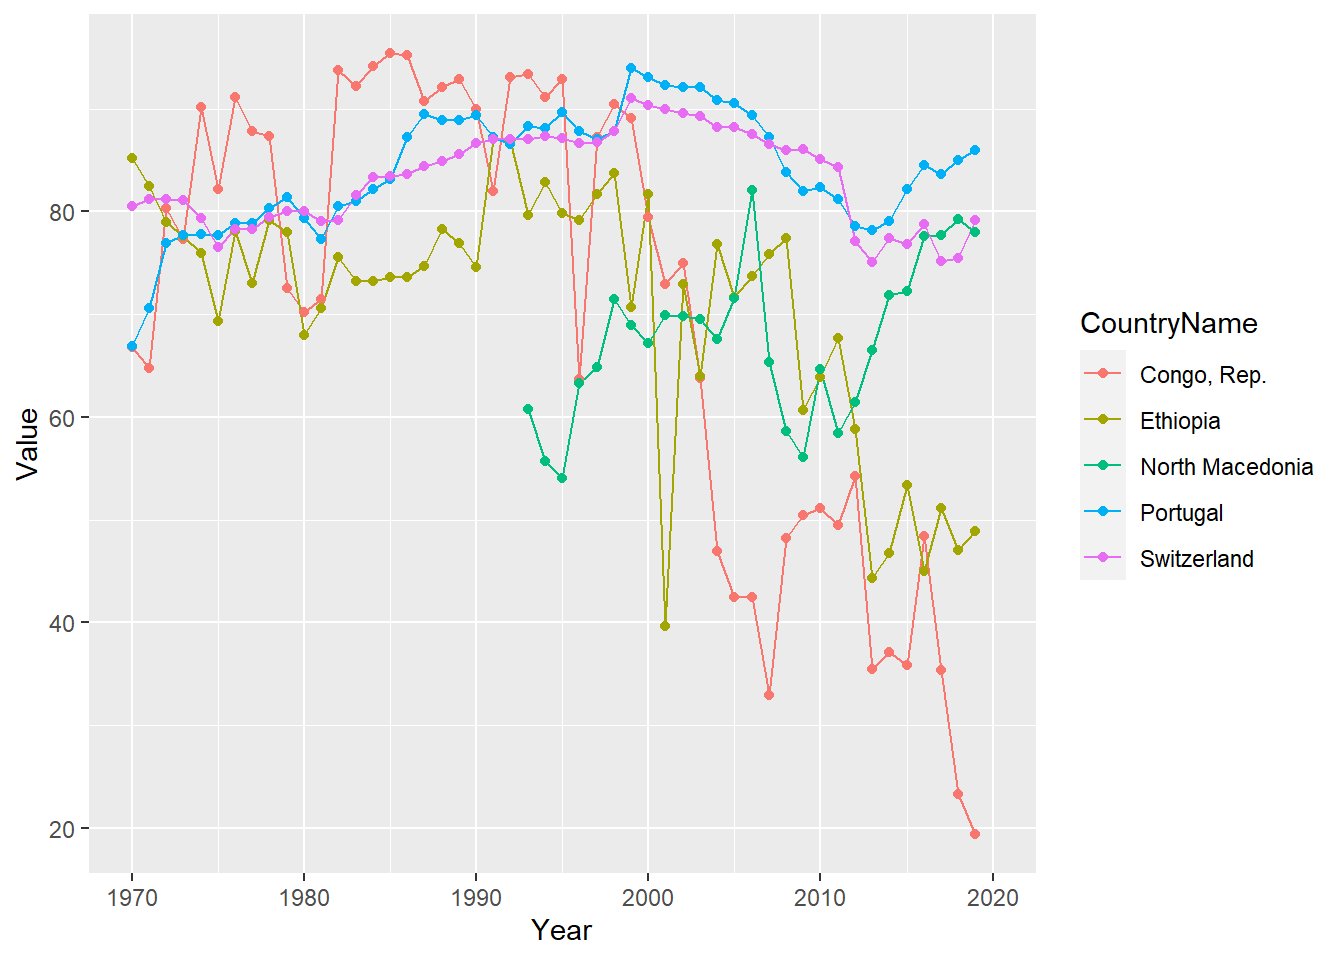 80
60
40
20
Value
1970 1980 1990 2000 2010 2020
Year
CountryName
Congo, Rep.
Ethiopia
North Macedonia
Portugal
Switzerland